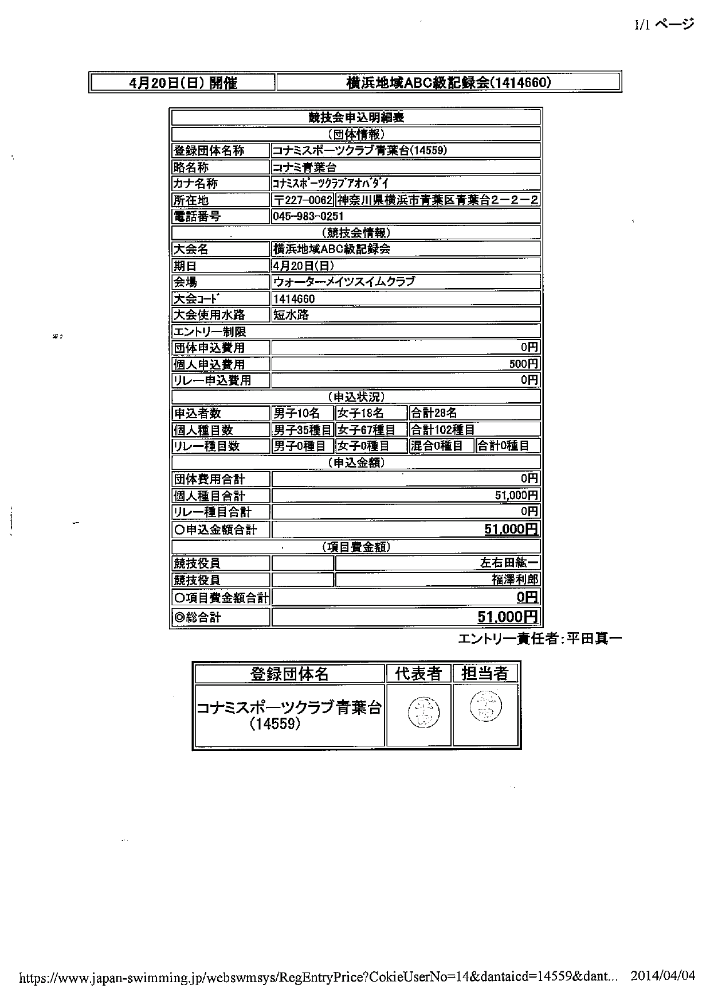 1/1 ページ
4月20日(日) 開催 横浜地域ABC級記録会(1414660)
競技会申込明細表
(団体情報)
登録団体名称 コナミスポーツクラブ青葉台(14559)
略名称 コナミ青葉台
カナ名称 ｺﾅﾐｽﾎﾟｰﾂｸﾗﾌﾞｱｵﾊﾞﾀﾞｲ
所在地 〒227-0062 神奈川県横浜市青葉区青葉台2-2-2
電話番号 045-983-0251
(競技会情報)
大会名 横浜地域ABC級記録会
期日 4月20日(日)
会場 ウォーターメイツスイムクラブ
大会ｺｰﾄﾞ 1414660
大会使用水路 短水路
エントリー制限
団体申込費用 0円
個人申込費用 500円
リレー申込費用 0円
(申込状況)
申込者数 男子10名 女子18名 合計28名
個人種目数 男子35種目 女子67種目 合計102種目
リレー種目数 男子0種目 女子0種目 混合0種目 合計0種目
(申込金額)
団体費用合計 0円
個人種目合計 51,000円
リレー種目合計 0円
○申込金額合計 51,000円
(項目費金額)
競技役員 左右田紘一
競技役員 福澤利郎
○項目費金額合計 0円
◎総合計 51,000円
エントリー責任者:平田真一
登録団体名 代表者 担当者
コナミスポーツクラブ青葉台 平田 平田
(14559)
https://www.japan-swimming.jp/webswmsys/RegEntryPrice?CokieUserNo=14&dantaicd=14559&dant... 2014/04/04